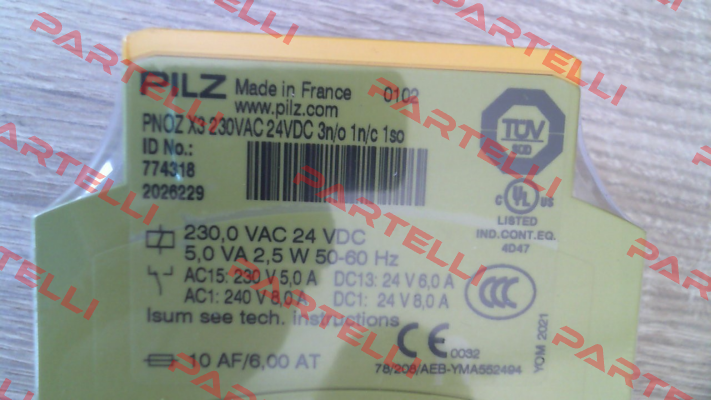 PILZ Made in France 0102
www.pilz.com
PNOZ X3 230VAC 24VDC 3n/o 1n/c 1so
ID No.:
774318
2026229
TÜV
SÜD
C UL US
LISTED
IND.CONT.EQ.
4D47
230,0 VAC 24 VDC
5,0 VA 2,5 W 50-60 Hz
AC15: 230 V 5,0 A DC13: 24 V 6,0 A
AC1: 240 V 8,0 A DC1: 24 V 8,0 A
Isum see tech. instructions
CCC
10 AF/6,00 AT
CE 0032
78/208/AEB-YMA552494
YOM 2021
PARTELLI
PARTELLI
PARTELLI
PARTELLI
PARTELLI
PARTELLI
PARTELLI